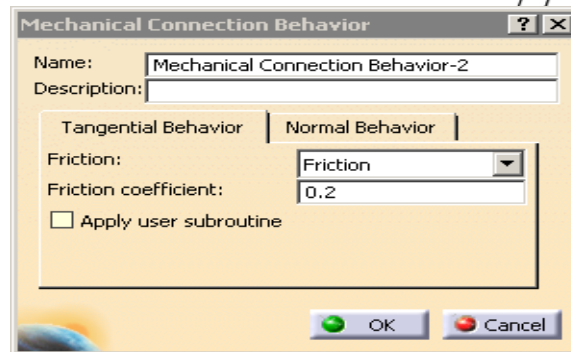 Mechanical Connection Behavior ? X
Name: Mechanical Connection Behavior-2
Description:
Tangential Behavior Normal Behavior
Friction: Friction
Friction coefficient: 0.2
Apply user subroutine
OK Cancel